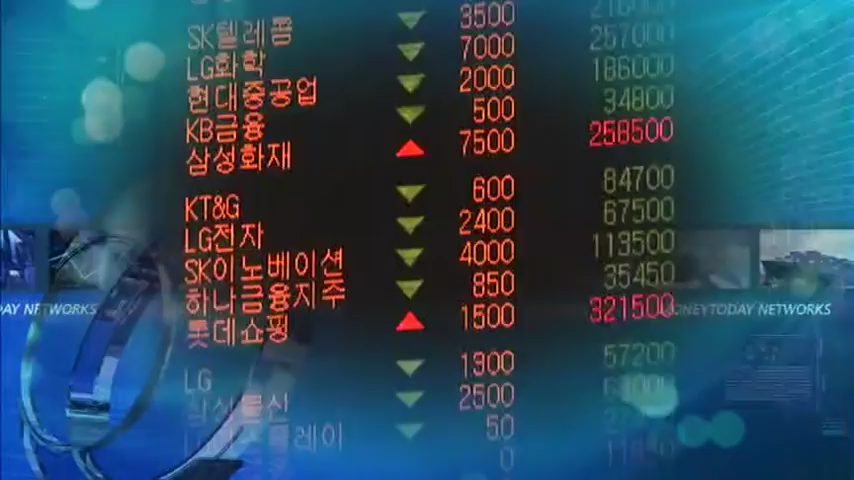 SK텔레콤 ▼ 3500
LG화학 ▼ 7000 257000
현대중공업 ▼ 2000 186000
KB금융 ▼ 500 34800
삼성화재 ▲ 7500 258500
KT&G ▼ 600 84700
LG전자 ▼ 2400 67500
SK이노베이션 ▼ 4000 113500
하나금융지주 ▼ 850 35450
롯데쇼핑 ▲ 1500 321500
LG ▼ 1300 57200
▼ 2500
▼ 50
0
DAY NETWORKS
MONEYTODAY NETWORKS